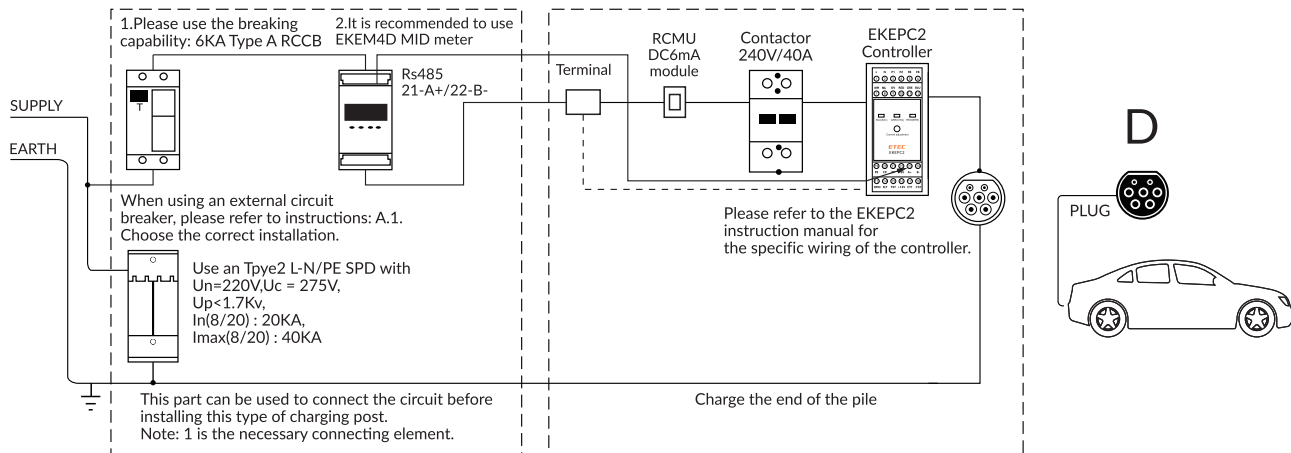 1.Please use the breaking
capability: 6KA Type A RCCB
2.It is recommended to use
EKEM4D MID meter
Rs485
21-A+/22-B-
SUPPLY
EARTH
T
When using an external circuit
breaker, please refer to instructions: A.1.
Choose the correct installation.
Use an Tpye2 L-N/PE SPD with
Un=220V,Uc = 275V,
Up<1.7Kv,
In(8/20) : 20KA,
Imax(8/20) : 40KA
This part can be used to connect the circuit before
installing this type of charging post.
Note: 1 is the necessary connecting element.
Terminal
RCMU
DC6mA
module
Contactor
240V/40A
EKEPC2
Controller
ETEC
EKEPC2
Please refer to the EKEPC2
instruction manual for
the specific wiring of the controller.
Charge the end of the pile
D
PLUG